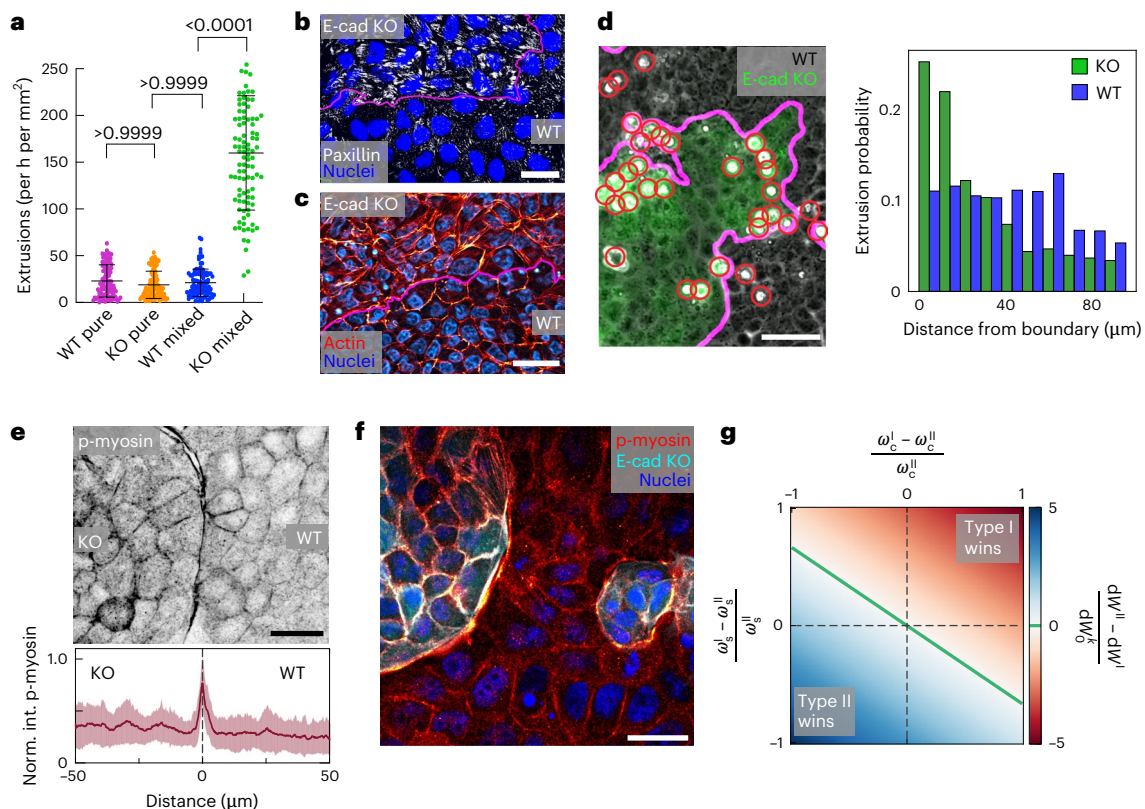 a
<0.0001
>0.9999
>0.9999
Extrusions (per h per mm²)
250
200
150
100
50
0
WT pure
KO pure
WT mixed
KO mixed
b
E-cad KO
WT
Paxillin
Nuclei
c
E-cad KO
WT
Actin
Nuclei
d
WT
E-cad KO
KO
WT
Extrusion probability
0.2
0.1
0
0
40
80
Distance from boundary (μm)
e
p-myosin
KO
WT
Norm. int. p-myosin
1.0
0
KO
WT
−50
0
50
Distance (μm)
f
p-myosin
E-cad KO
Nuclei
g
ω_c^I − ω_c^II
ω_c^II
−1
0
1
1
0
−1
ω_s^I − ω_s^II
ω_s^II
Type I
wins
Type II
wins
5
0
−5
dW^II − dW^I
dW_0^k